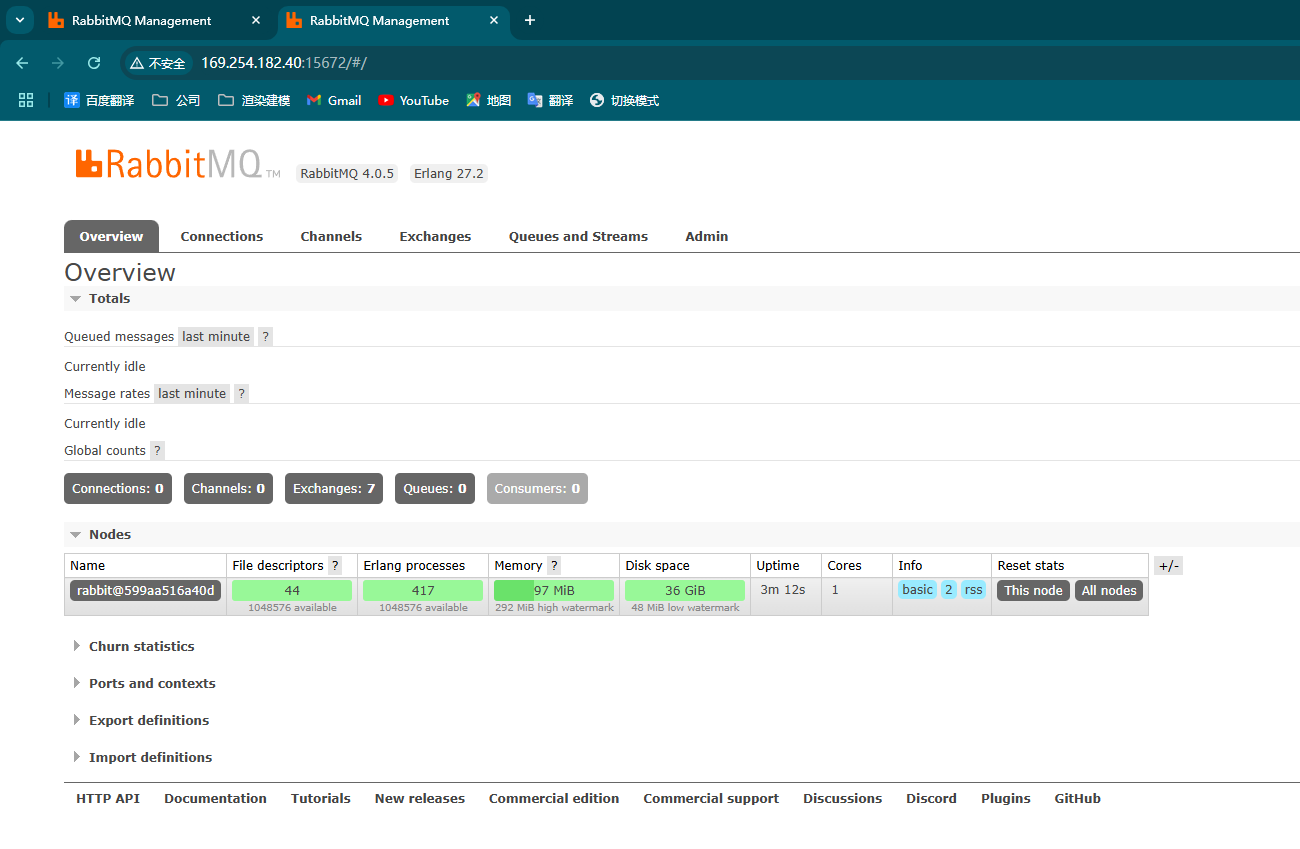 RabbitMQ Management RabbitMQ Management
不安全 169.254.182.40:15672/#/
百度翻译 公司 渲染建模 Gmail YouTube 地图 翻译 切换模式
RabbitMQ TM RabbitMQ 4.0.5 Erlang 27.2
Overview Connections Channels Exchanges Queues and Streams Admin
Overview
Totals
Queued messages last minute ?
Currently idle
Message rates last minute ?
Currently idle
Global counts ?
Connections: 0 Channels: 0 Exchanges: 7 Queues: 0 Consumers: 0
Nodes
Name File descriptors ? Erlang processes Memory ? Disk space Uptime Cores Info Reset stats +/-
rabbit@599aa516a40d 44 417 97 MiB 36 GiB 3m 12s 1 basic 2 rss This node All nodes
1048576 available 1048576 available 292 MiB high watermark 48 MiB low watermark
Churn statistics
Ports and contexts
Export definitions
Import definitions
HTTP API Documentation Tutorials New releases Commercial edition Commercial support Discussions Discord Plugins GitHub